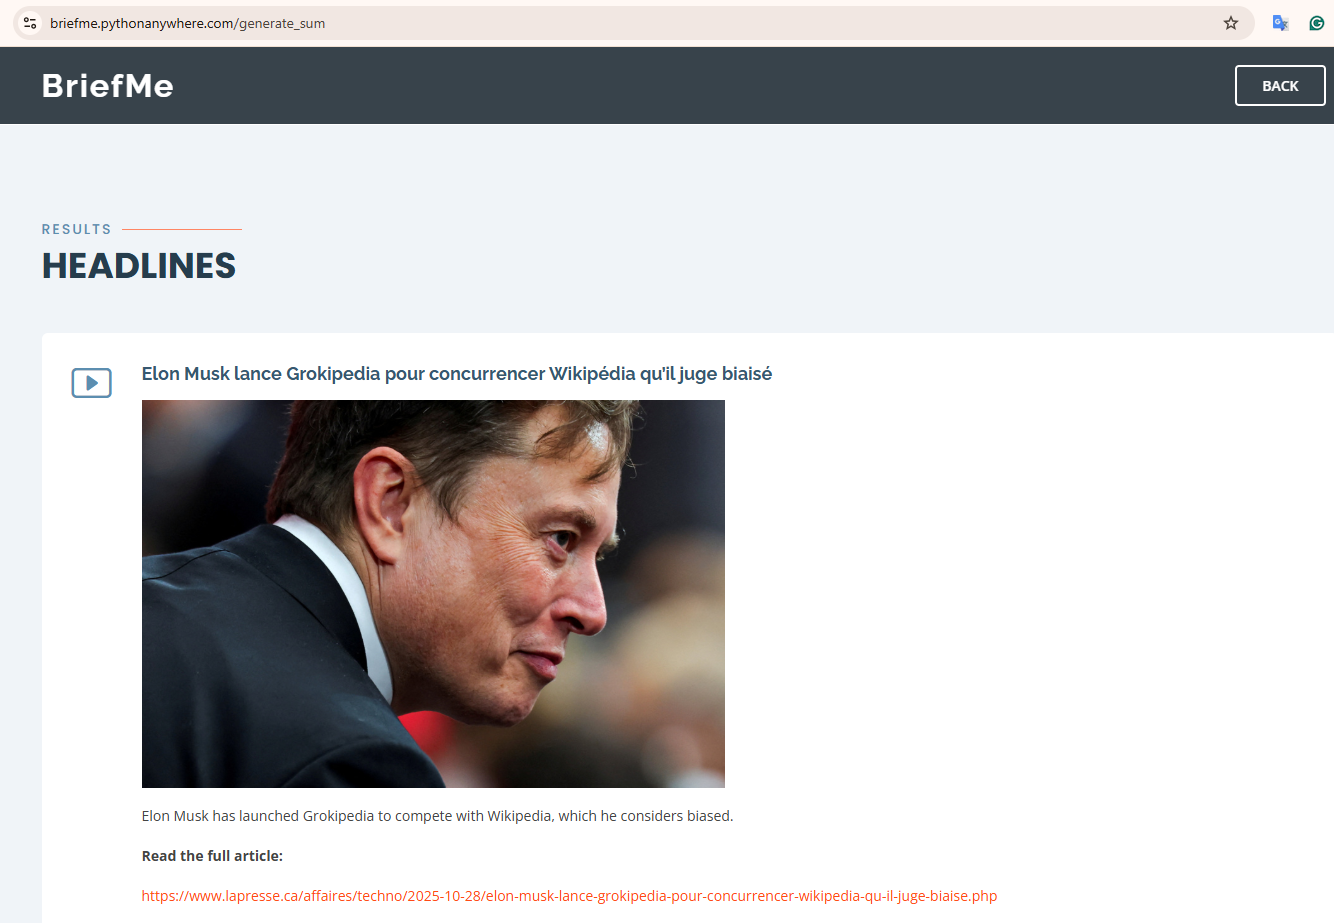 briefme.pythonanywhere.com/generate_sum
BriefMe
BACK
RESULTS
HEADLINES
Elon Musk lance Grokipedia pour concurrencer Wikipédia qu'il juge biaisé
Elon Musk has launched Grokipedia to compete with Wikipedia, which he considers biased.
Read the full article:
https://www.lapresse.ca/affaires/techno/2025-10-28/elon-musk-lance-grokipedia-pour-concurrencer-wikipedia-qu-il-juge-biaise.php